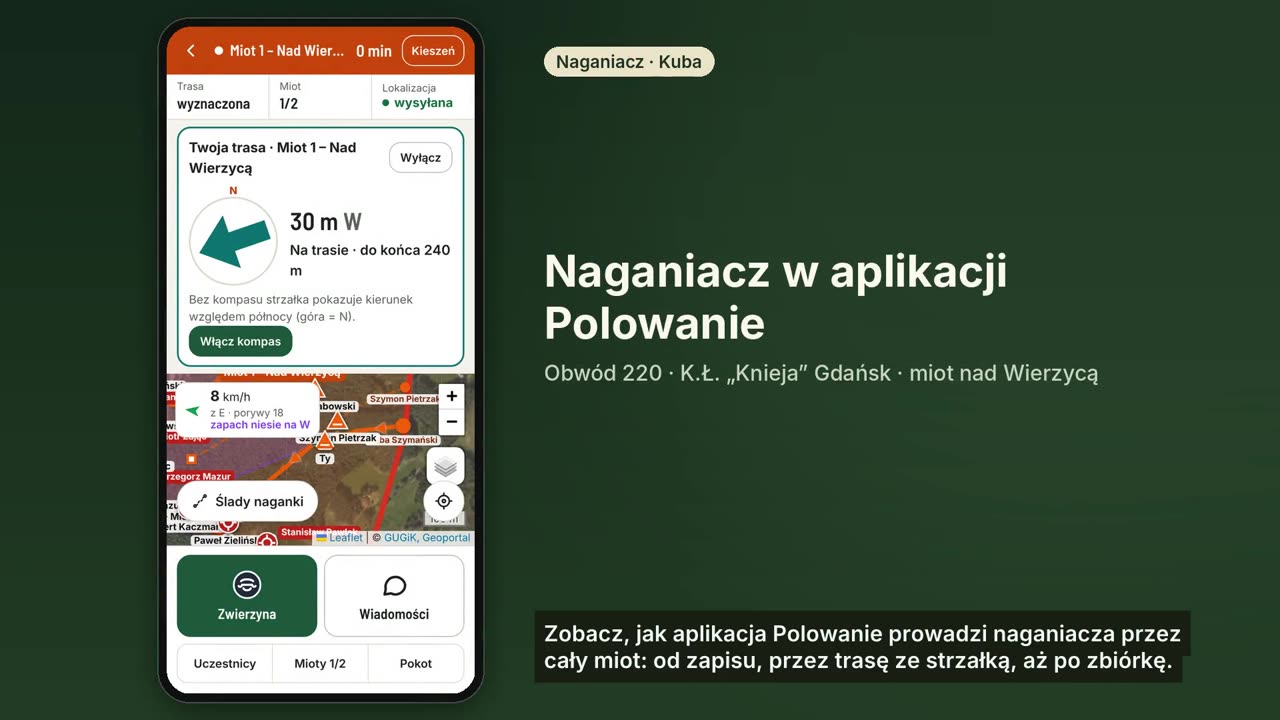 Miot 1 – Nad Wier...
0 min
Kieszeń
Trasa
wyznaczona
Miot
1/2
Lokalizacja
wysyłana
Twoja trasa · Miot 1 – Nad
Wierzycą
Wyłącz
N
30 m W
Na trasie · do końca 240
m
Bez kompasu strzałka pokazuje kierunek
względem północy (góra = N).
Włącz kompas
8 km/h
z E · porywy 18
zapach niesie na W
Szymon Pietrzak
Szymon Pietrzak
Ty
Ślady naganki
+
−
Leaflet | © GUGiK, Geoportal
Zwierzyna
Wiadomości
Uczestnicy
Mioty 1/2
Pokot
Naganiacz · Kuba
Naganiacz w aplikacji
Polowanie
Obwód 220 · K.Ł. „Knieja” Gdańsk · miot nad Wierzycą
Zobacz, jak aplikacja Polowanie prowadzi naganiacza przez
cały miot: od zapisu, przez trasę ze strzałką, aż po zbiórkę.